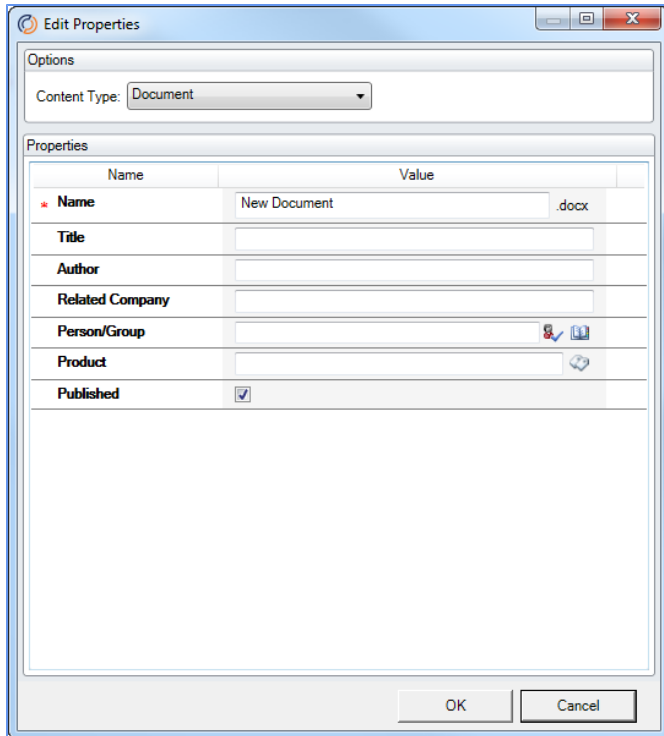 Edit Properties
Options
Content Type: Document
Properties
Name Value
* Name New Document .docx
Title
Author
Related Company
Person/Group
Product
Published
OK Cancel